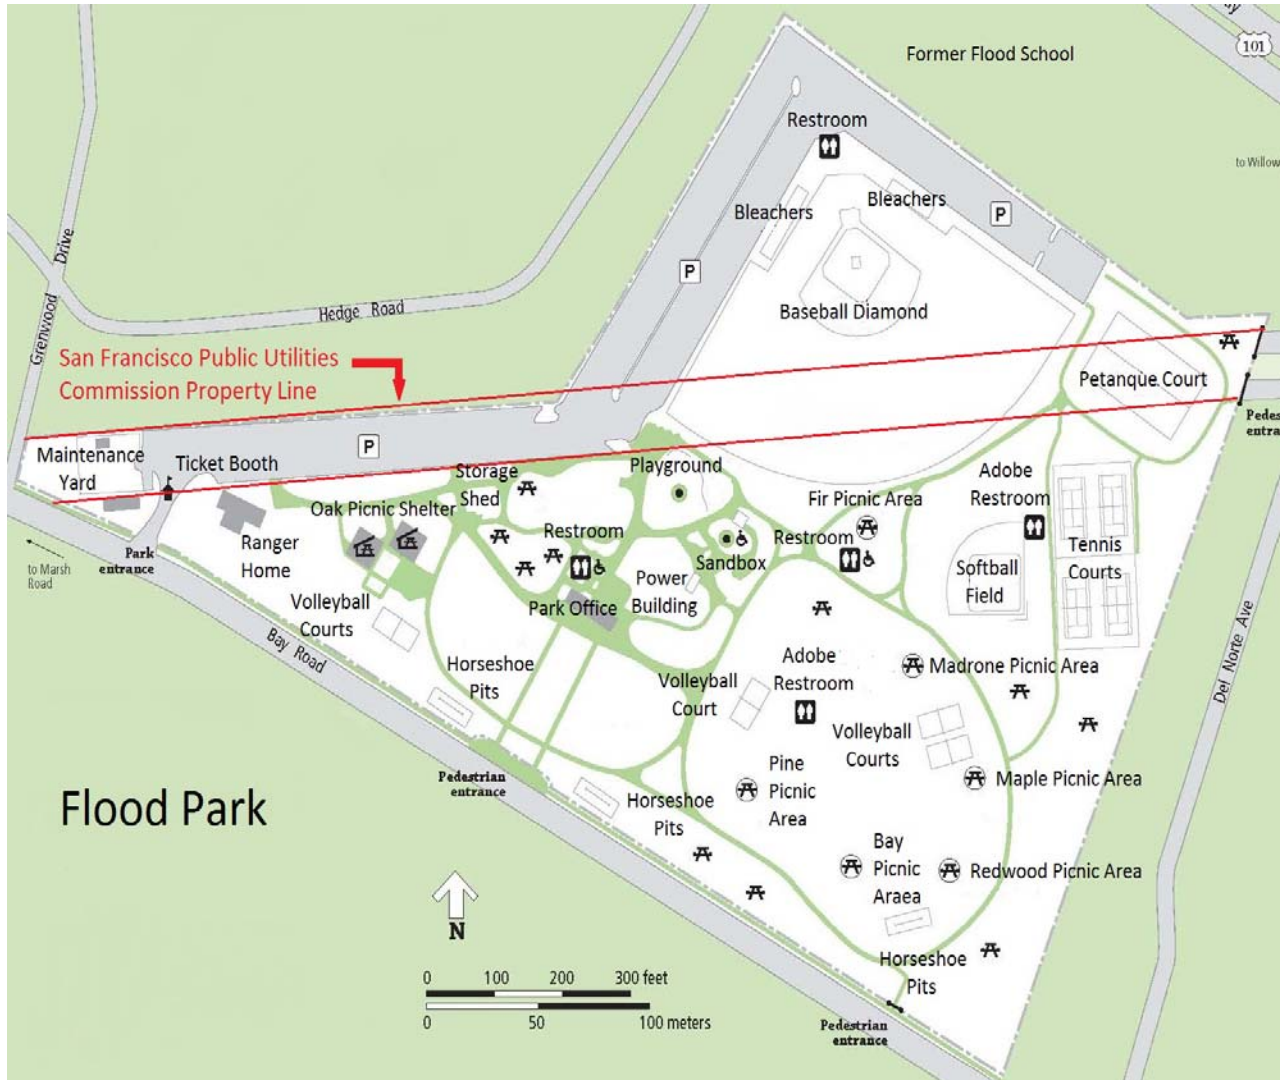 Former Flood School
101
to Willow
Restroom
Bleachers
Bleachers
P
P
Baseball Diamond
Grenwood Drive
Hedge Road
San Francisco Public Utilities
Commission Property Line
Petanque Court
Maintenance
Yard
Ticket Booth
P
Storage
Shed
Playground
Adobe
Restroom
Fir Picnic Area
Oak Picnic Shelter
Restroom
Restroom
Sandbox
Tennis
Courts
Softball
Field
Park
entrance
Ranger
Home
to Marsh
Road
Power
Building
Park Office
Volleyball
Courts
Bay Road
Horseshoe
Pits
Adobe
Restroom
Madrone Picnic Area
Volleyball
Court
Volleyball
Courts
Del Norte Ave
Pedestrian
entrance
Pine
Picnic
Area
Maple Picnic Area
Horseshoe
Pits
Flood Park
Bay
Picnic
Araea
Redwood Picnic Area
N
Horseshoe
Pits
0 100 200 300 feet
0 50 100 meters
Pedestrian
entrance